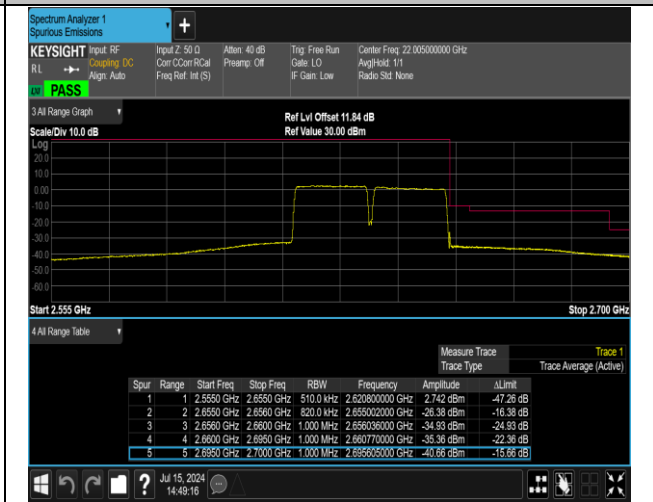 Spectrum Analyzer 1
Spurious Emissions
KEYSIGHT Input: RF Input Z: 50 Ω Atten: 40 dB Trig: Free Run Center Freq: 22.005000000 GHz
RL Coupling: DC Corr CCorr RCal Preamp: Off Gate: LO Avg|Hold: 1/1
Align: Auto Freq Ref: Int (S) IF Gain: Low Radio Std: None
PASS
3 All Range Graph
Ref Lvl Offset 11.84 dB
Scale/Div 10.0 dB Ref Value 30.00 dBm
Log
20.0
10.0
0.00
-10.0
-20.0
-30.0
-40.0
-50.0
-60.0
Start 2.555 GHz Stop 2.700 GHz
4 All Range Table
Measure Trace Trace 1
Trace Type Trace Average (Active)
Spur Range Start Freq Stop Freq RBW Frequency Amplitude ΔLimit
1 1 2.5550 GHz 2.6550 GHz 510.0 kHz 2.620800000 GHz 2.742 dBm -47.26 dB
2 2 2.6550 GHz 2.6560 GHz 820.0 kHz 2.655002000 GHz -26.38 dBm -16.38 dB
3 3 2.6560 GHz 2.6600 GHz 1.000 MHz 2.656036000 GHz -34.93 dBm -24.93 dB
4 4 2.6600 GHz 2.6950 GHz 1.000 MHz 2.660770000 GHz -35.36 dBm -22.36 dB
5 5 2.6950 GHz 2.7000 GHz 1.000 MHz 2.695605000 GHz -40.66 dBm -15.66 dB
?
Jul 15, 2024
14:49:16